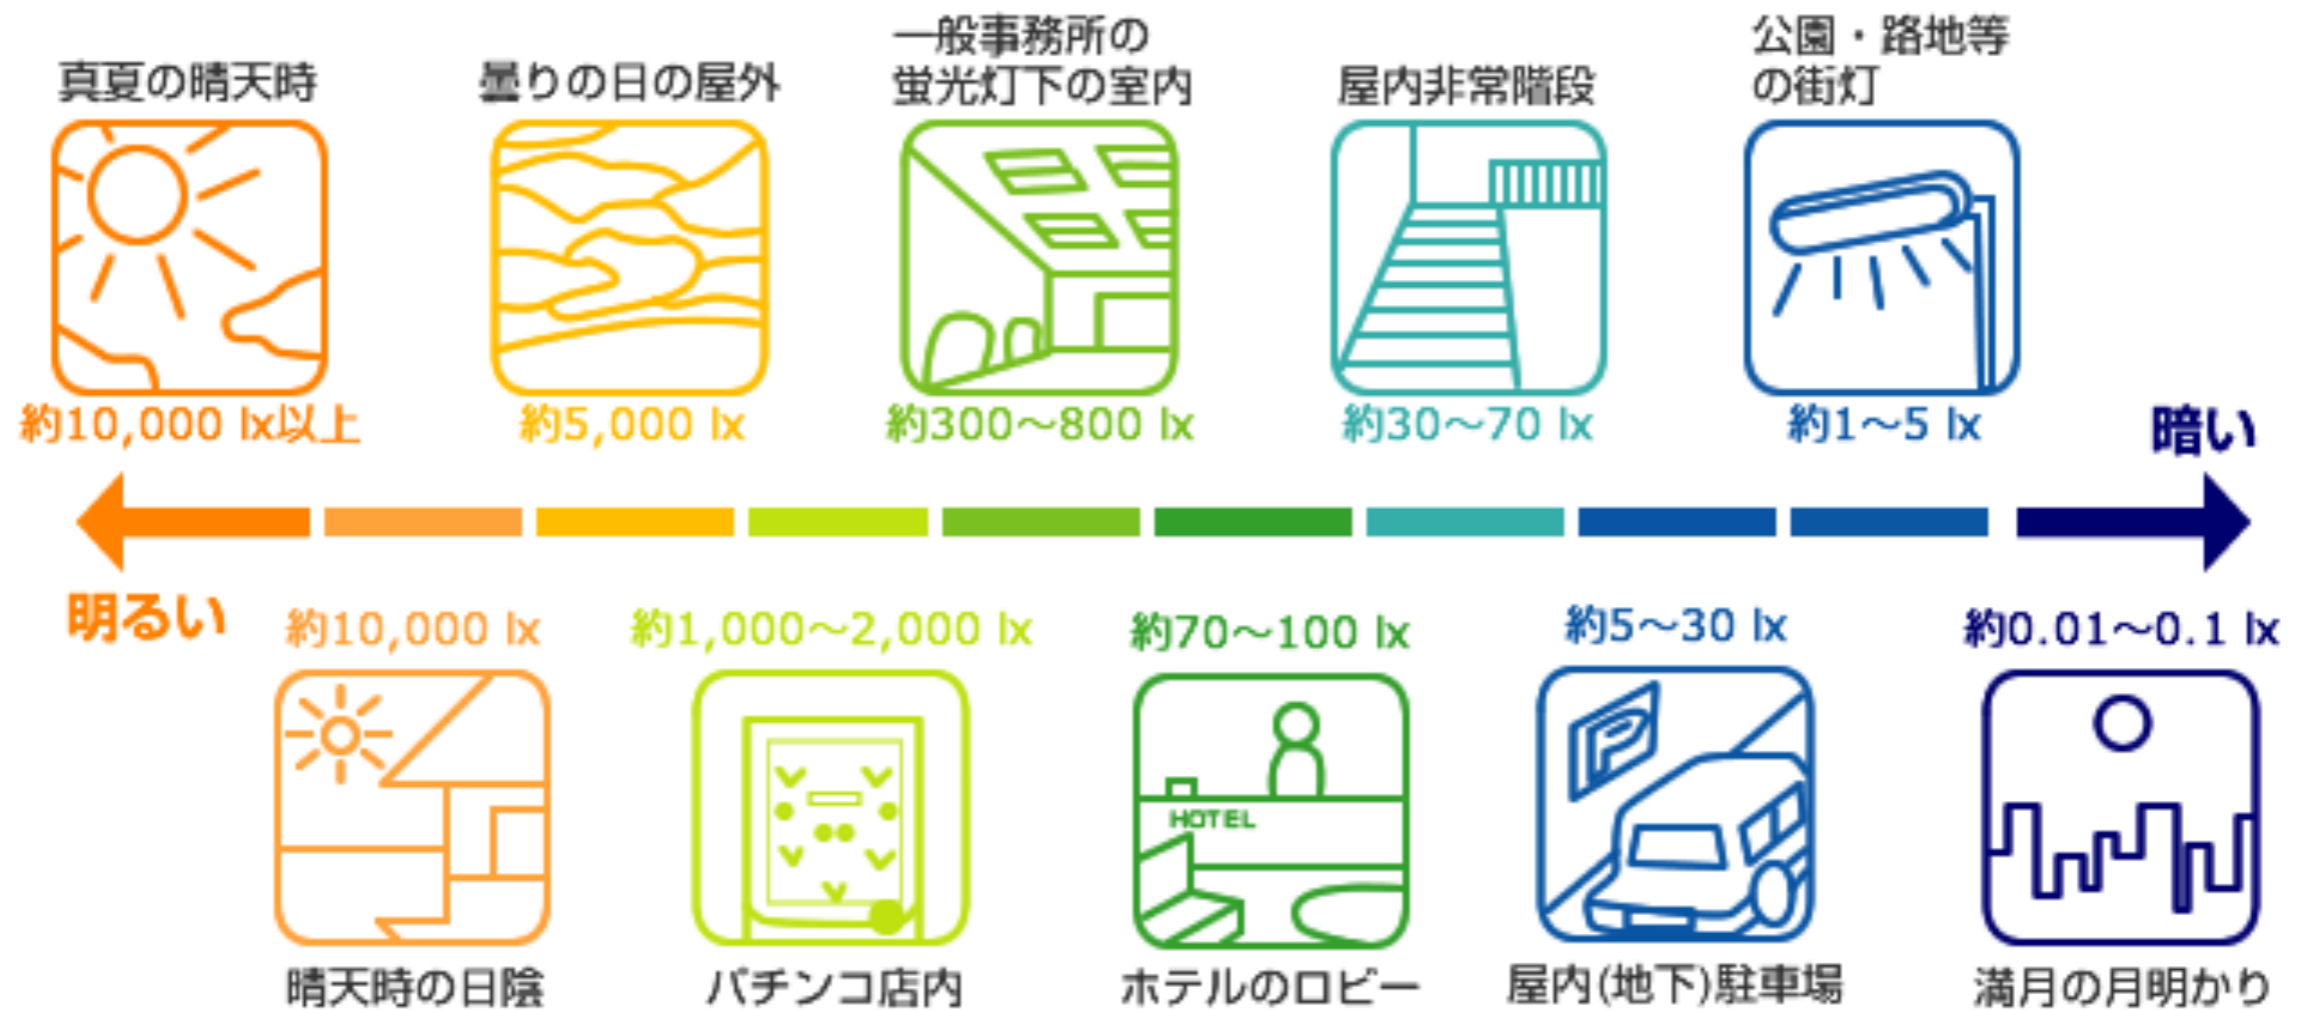 真夏の晴天時
約10,000 lx以上
曇りの日の屋外
約5,000 lx
一般事務所の
蛍光灯下の室内
約300～800 lx
屋内非常階段
約30～70 lx
公園・路地等
の街灯
約1～5 lx
暗い
明るい
約10,000 lx
晴天時の日陰
約1,000～2,000 lx
パチンコ店内
約70～100 lx
HOTEL
ホテルのロビー
約5～30 lx
P
屋内(地下)駐車場
約0.01～0.1 lx
満月の月明かり